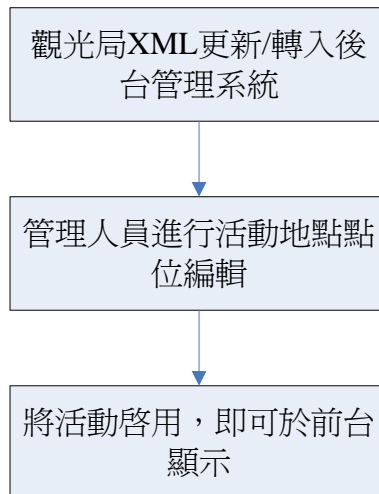 觀光局XML更新/轉入後
台管理系統
管理人員進行活動地點點
位編輯
將活動啓用，即可於前台
顯示